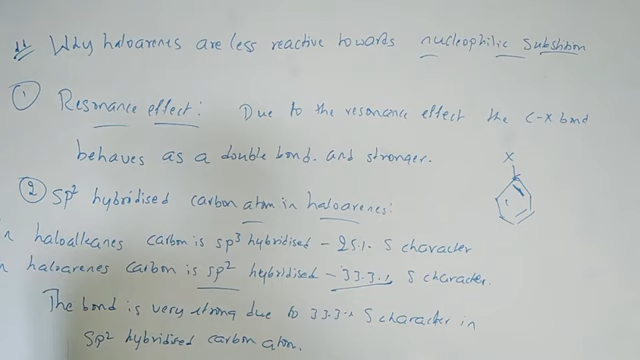 Why haloarenes are less reactive towards nucleophilic Substition
① Resonance effect: Due to the resonance effect the C-X bond
behaves as a double bond. and stronger.
X
② Sp² hybridised carbon atom in haloarenes:
n haloalkanes carbon is sp³ hybridised - 25% S character
n haloarenes carbon is sp² hybridised - 33.3% S character.
The bond is very strong due to 33.3% S character in
Sp² hybridised carbon atom.